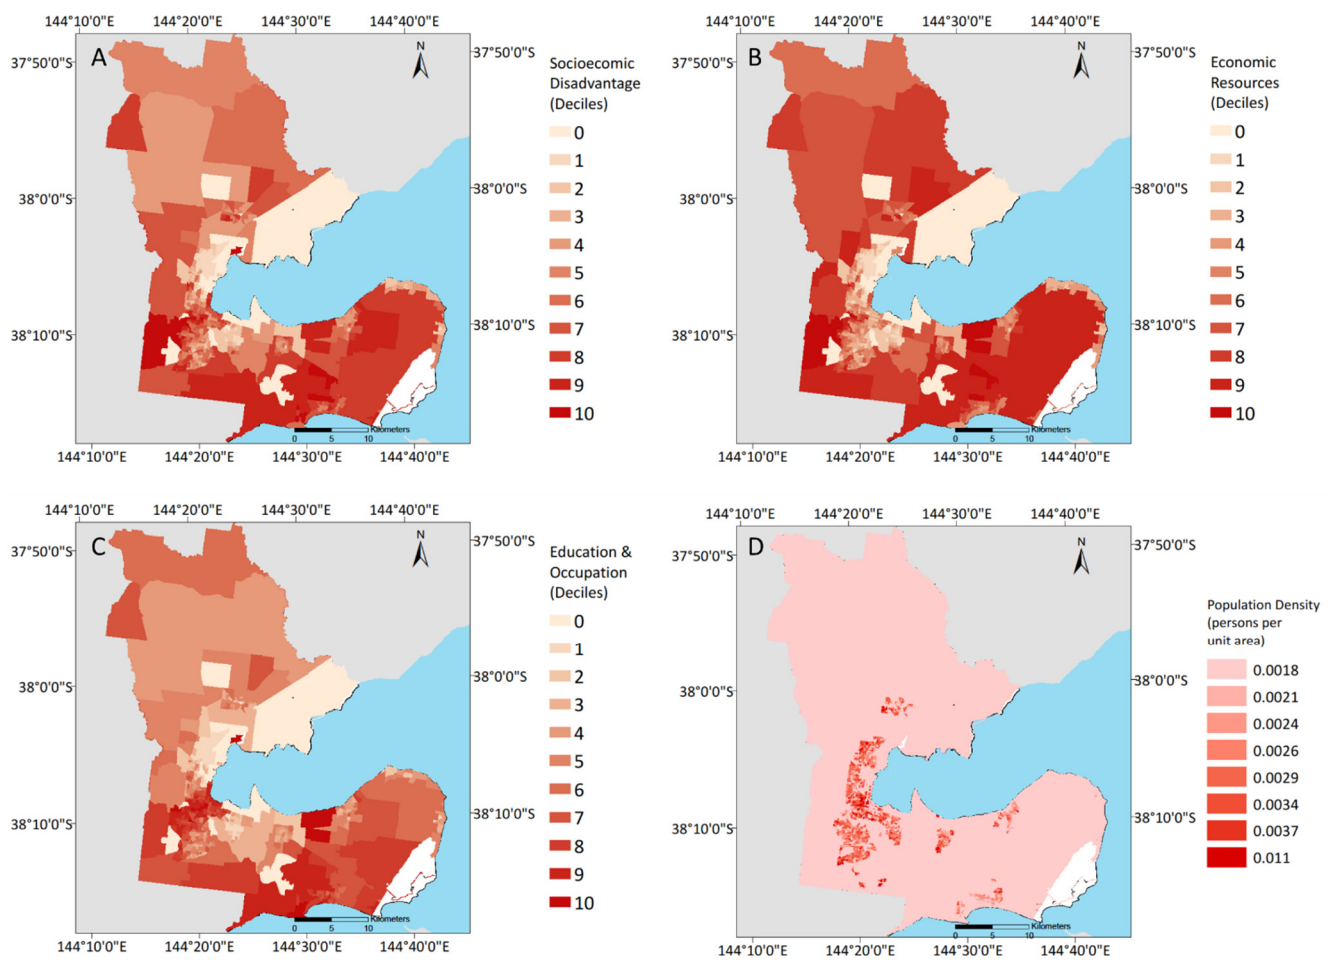 144°10'0"E 144°20'0"E 144°30'0"E 144°40'0"E
A
N
37°50'0"S
37°50'0"S
38°0'0"S
38°0'0"S
38°10'0"S
38°10'0"S
Socioecomic
Disadvantage
(Deciles)
0
1
2
3
4
5
6
7
8
9
10
0 5 10 Kilometers
144°10'0"E 144°20'0"E 144°30'0"E 144°40'0"E
144°10'0"E 144°20'0"E 144°30'0"E 144°40'0"E
B
N
37°50'0"S
37°50'0"S
38°0'0"S
38°0'0"S
38°10'0"S
38°10'0"S
Economic
Resources
(Deciles)
0
1
2
3
4
5
6
7
8
9
10
0 5 10 Kilometers
144°10'0"E 144°20'0"E 144°30'0"E 144°40'0"E
144°10'0"E 144°20'0"E 144°30'0"E 144°40'0"E
C
N
37°50'0"S
37°50'0"S
38°0'0"S
38°0'0"S
38°10'0"S
38°10'0"S
Education &
Occupation
(Deciles)
0
1
2
3
4
5
6
7
8
9
10
0 5 10 Kilometers
144°10'0"E 144°20'0"E 144°30'0"E 144°40'0"E
144°10'0"E 144°20'0"E 144°30'0"E 144°40'0"E
D
N
37°50'0"S
37°50'0"S
38°0'0"S
38°0'0"S
38°10'0"S
38°10'0"S
Population Density
(persons per
unit area)
0.0018
0.0021
0.0024
0.0026
0.0029
0.0034
0.0037
0.011
0 5 10 Kilometers
144°10'0"E 144°20'0"E 144°30'0"E 144°40'0"E